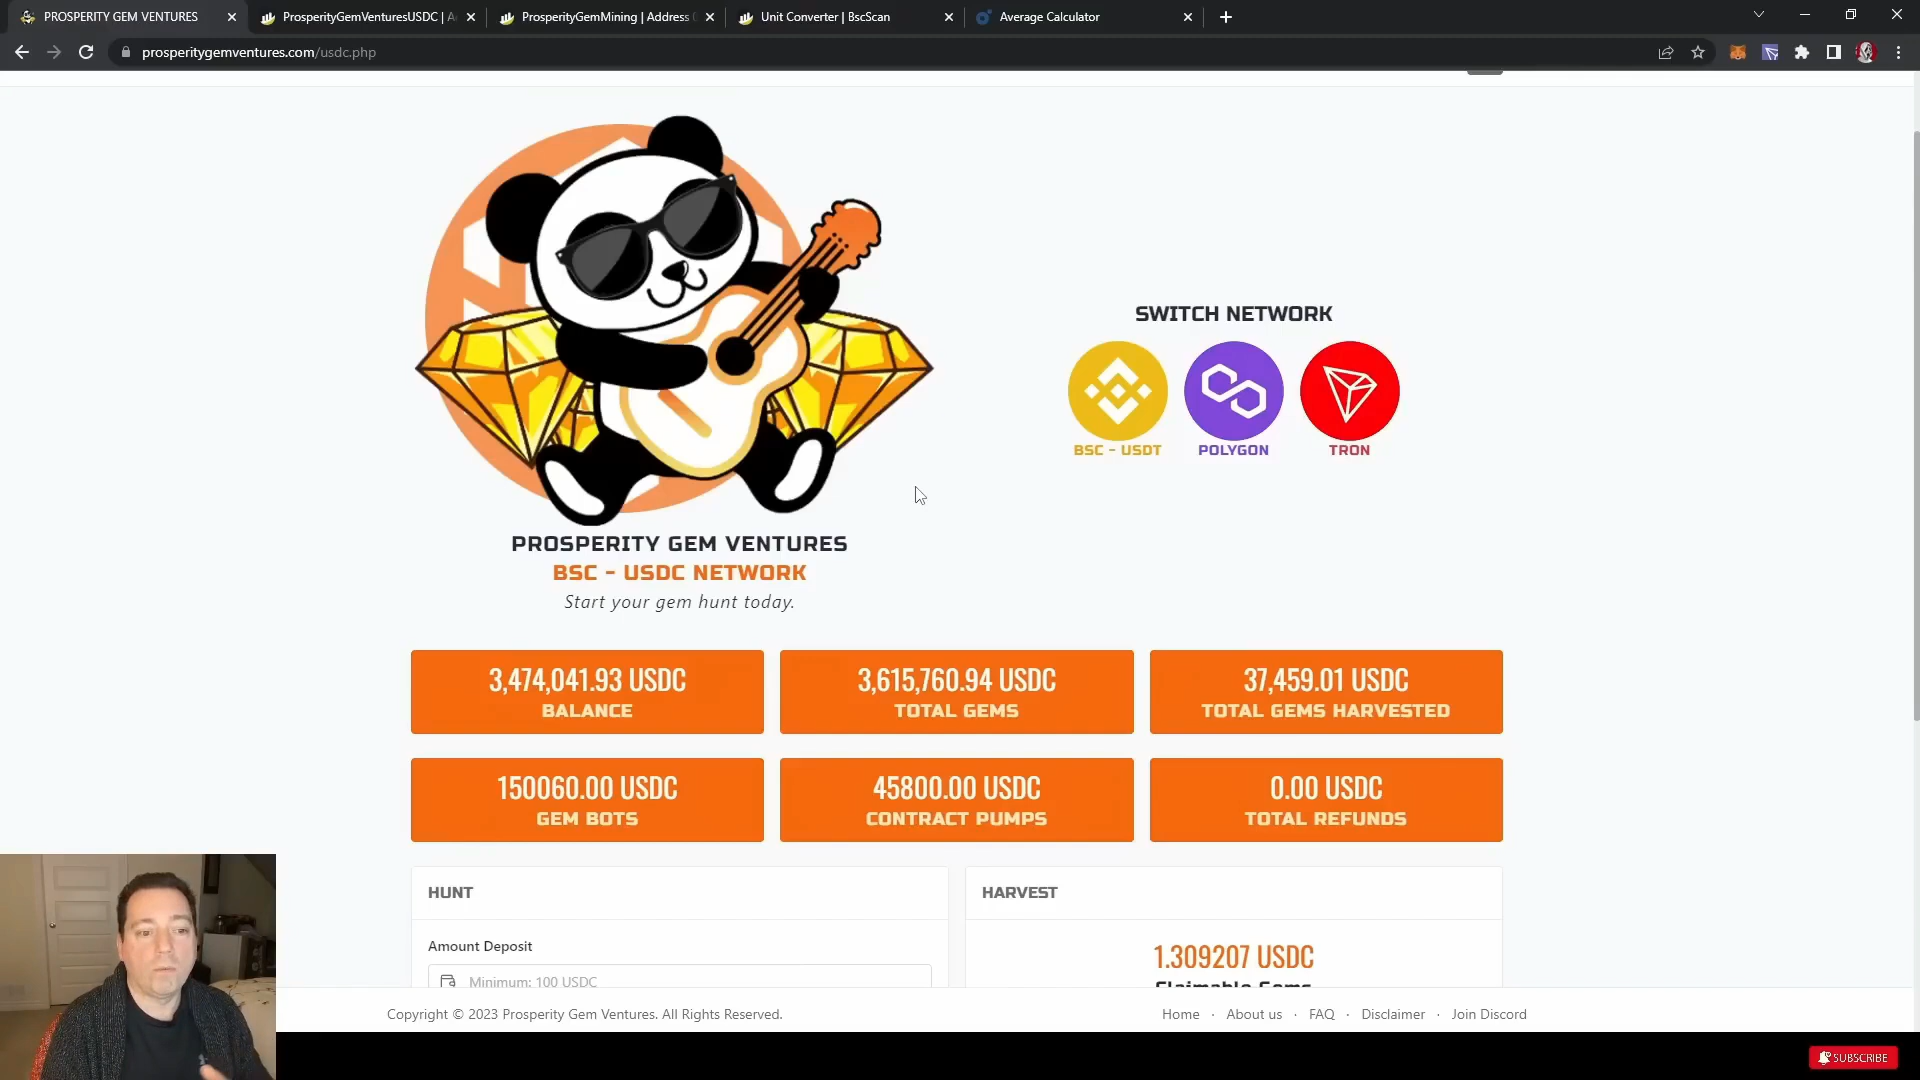 PROSPERITY GEM VENTURES
ProsperityGemVenturesUSDC | A
ProsperityGemMining | Address
Unit Converter | BscScan
Average Calculator
prosperitygemventures.com/usdc.php
SWITCH NETWORK
BSC - USDT
POLYGON
TRON
PROSPERITY GEM VENTURES
BSC - USDC NETWORK
Start your gem hunt today.
3,474,041.93 USDC
BALANCE
3,615,760.94 USDC
TOTAL GEMS
37,459.01 USDC
TOTAL GEMS HARVESTED
150060.00 USDC
GEM BOTS
45800.00 USDC
CONTRACT PUMPS
0.00 USDC
TOTAL REFUNDS
HUNT
Amount Deposit
Minimum: 100 USDC
HARVEST
1.309207 USDC
Claimable Gems
Copyright © 2023 Prosperity Gem Ventures. All Rights Reserved.
Home · About us · FAQ · Disclaimer · Join Discord
SUBSCRIBE